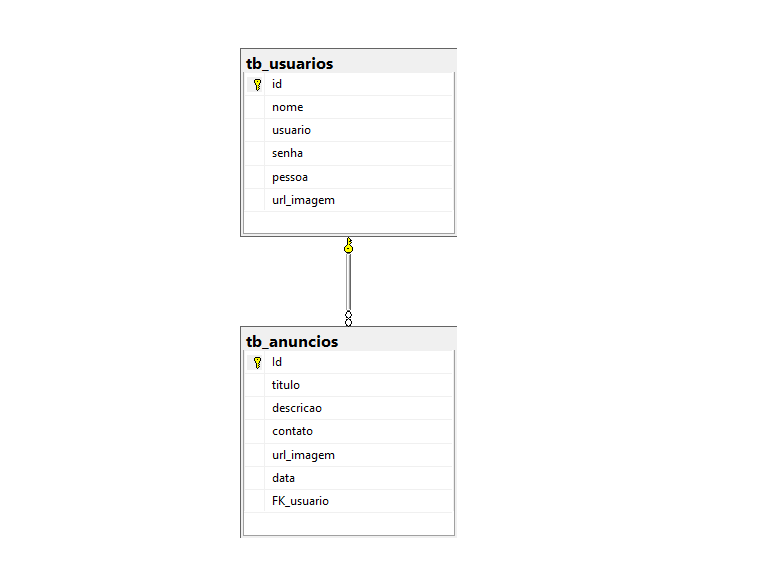 tb_usuarios
id
nome
usuario
senha
pessoa
url_imagem
tb_anuncios
Id
titulo
descricao
contato
url_imagem
data
FK_usuario